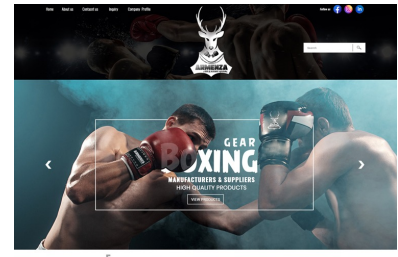 Home About us Contact us Inquiry Company Profile
Follow us
ARMENZA
Search
GEAR
BOXING
MANUFACTURERS & SUPPLIERS
HIGH QUALITY PRODUCTS
VIEW PRODUCTS